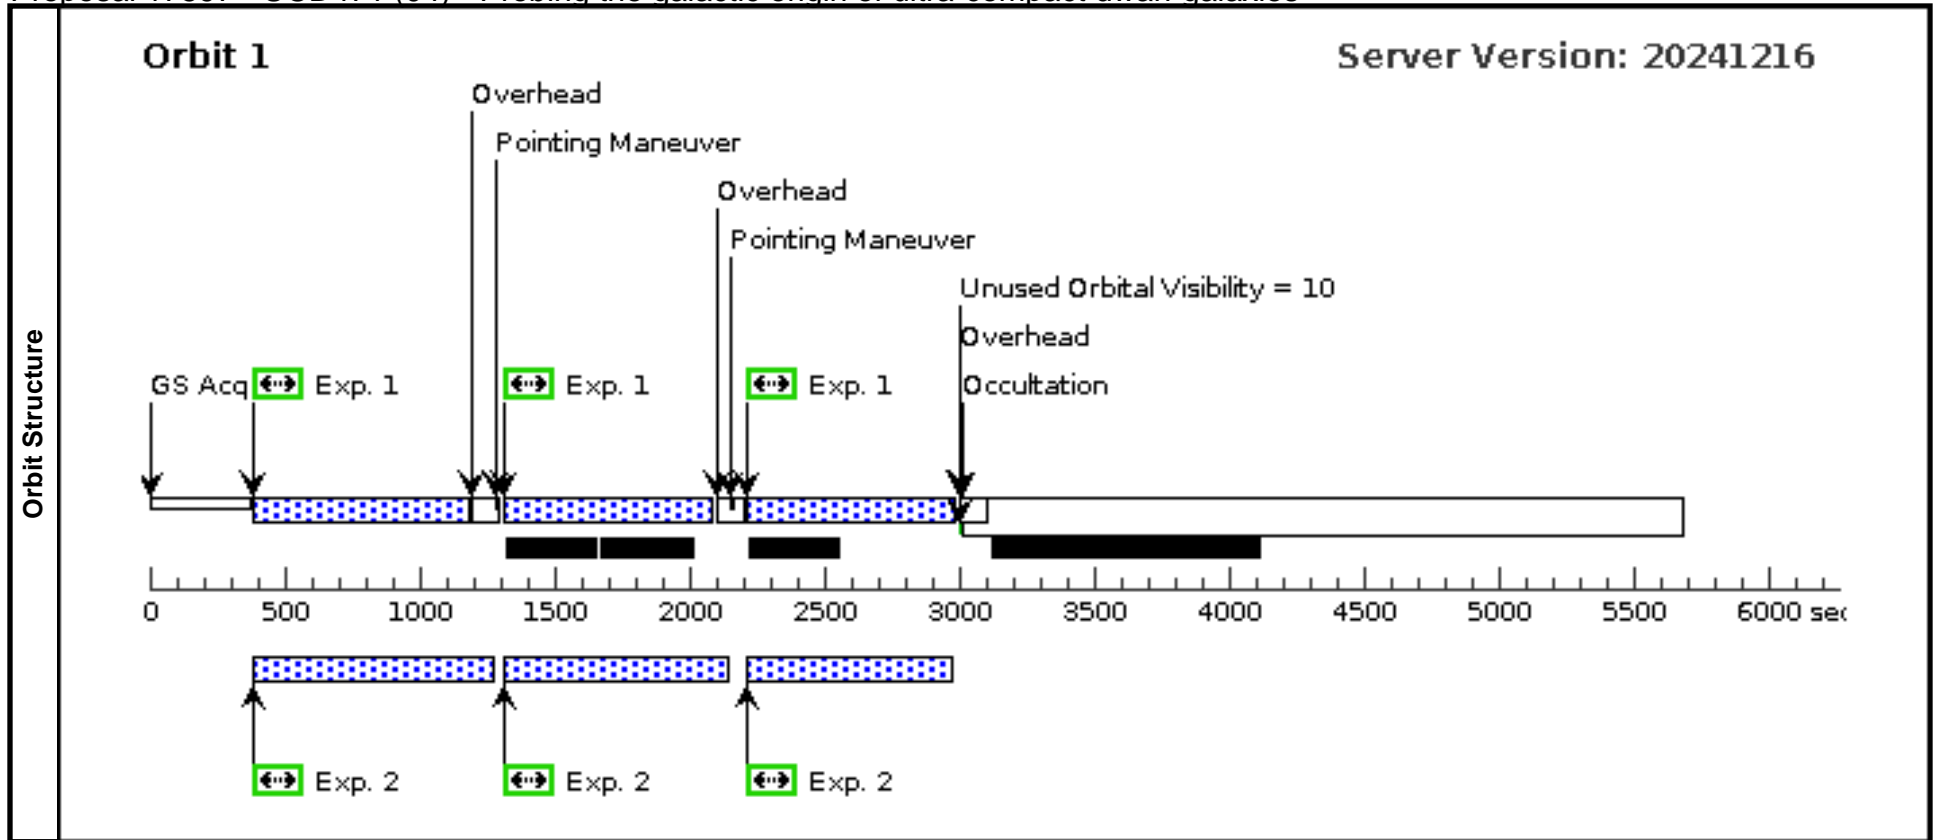 Orbit 1
Server Version: 20241216
Overhead
Pointing Maneuver
Overhead
Pointing Maneuver
Unused Orbital Visibility = 10
Overhead
GS Acq Exp. 1 Exp. 1 Exp. 1 Occultation
Orbit Structure
0 500 1000 1500 2000 2500 3000 3500 4000 4500 5000 5500 6000
Exp. 2 Exp. 2 Exp. 2